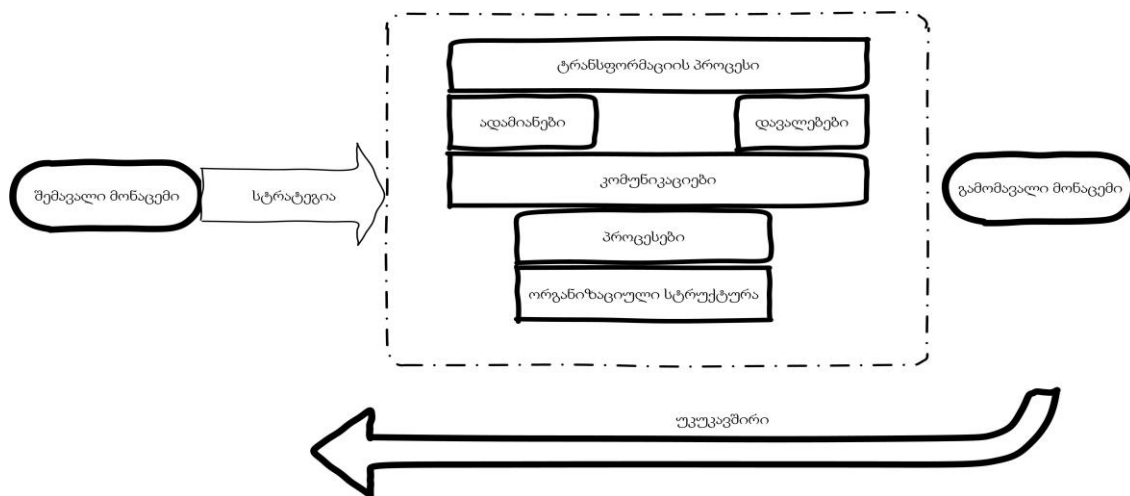 ტრანსფორმაციის პროცესი
ადამიანები
დავალებები
შემავალი მონაცემი
სტრატეგია
კომუნიკაციები
გამომავალი მონაცემი
პროცესები
ორგანიზაციული სტრუქტურა
უკუკავშირი